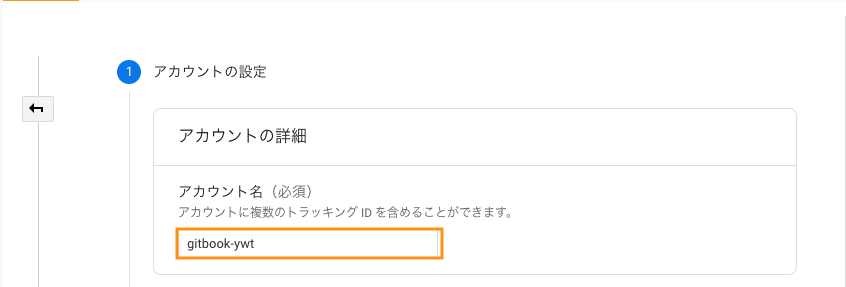 1 アカウントの設定
アカウントの詳細
アカウント名（必須）
アカウントに複数のトラッキング ID を含めることができます。
gitbook-ywt